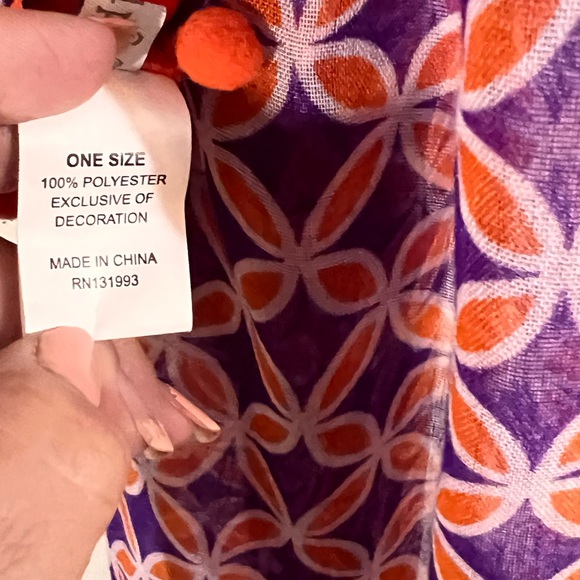 ONE SIZE
100% POLYESTER
EXCLUSIVE OF
DECORATION
MADE IN CHINA
RN131993